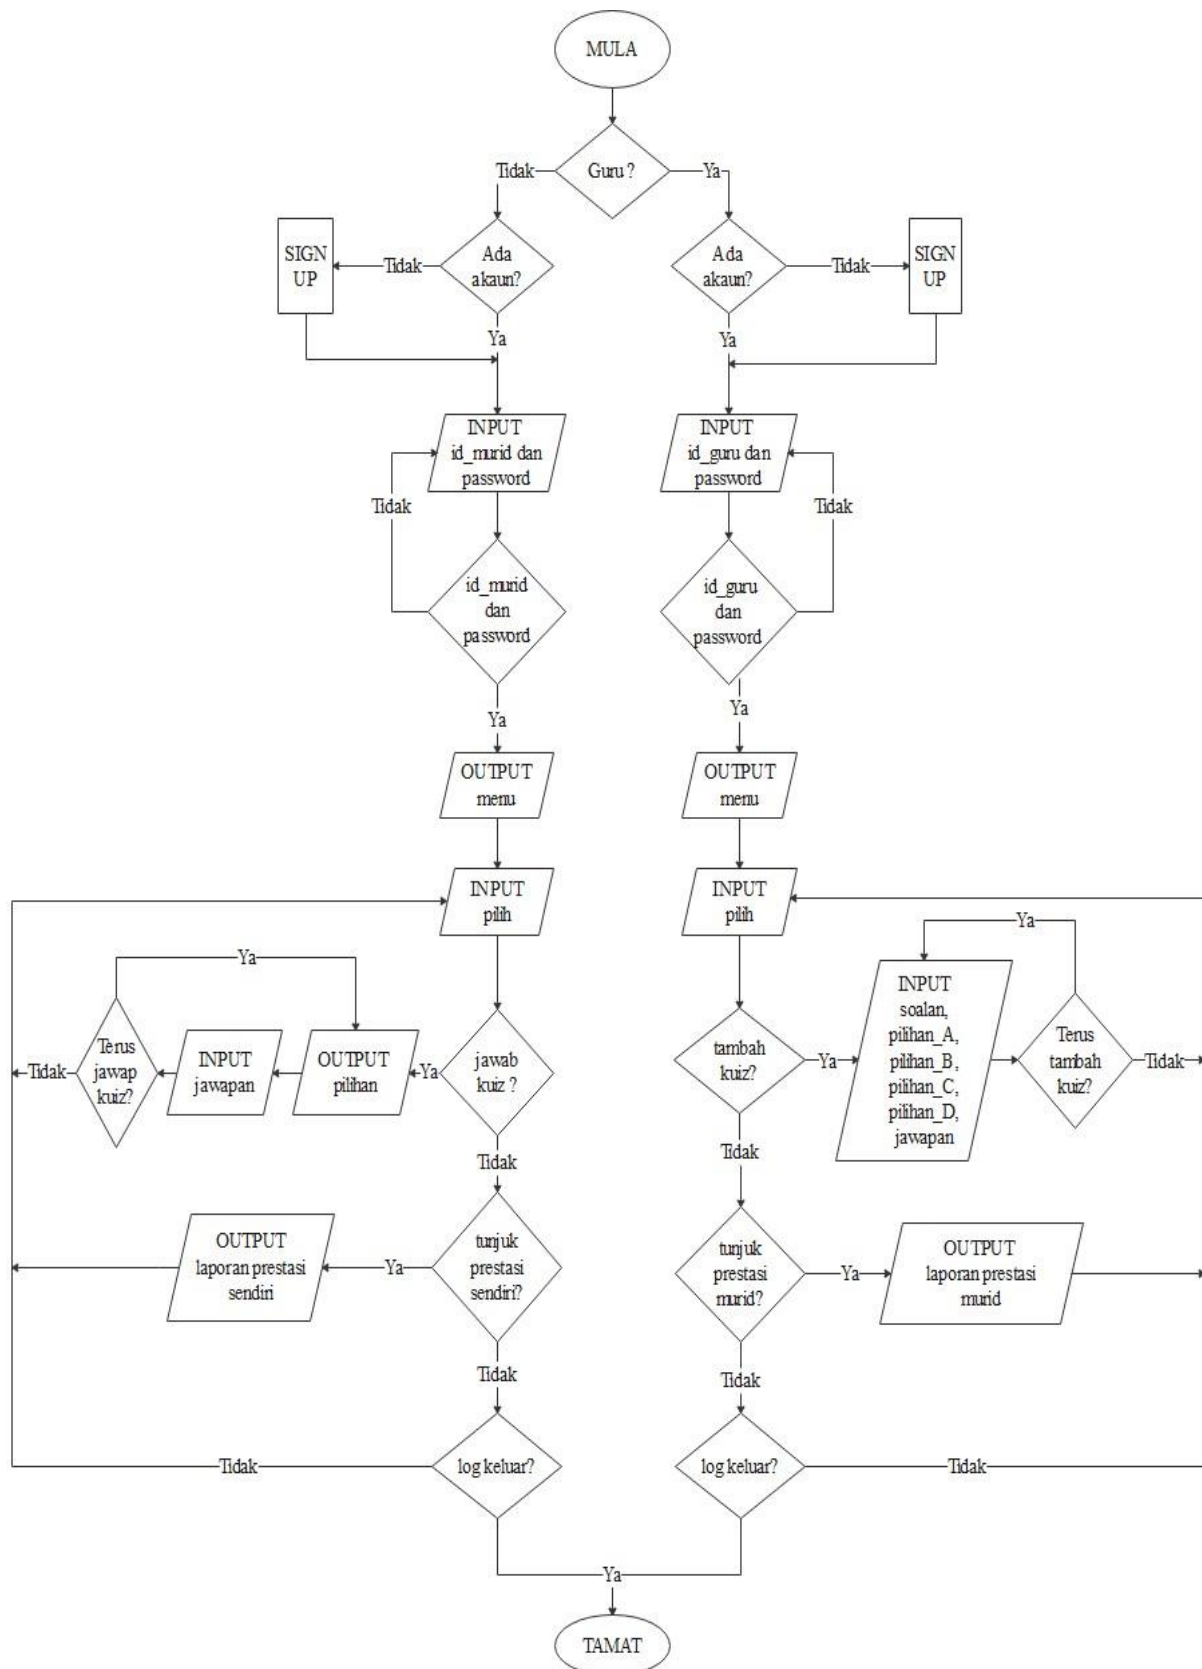 MULA
Guru ?
Tidak
Ya
SIGN
UP
Tidak
Ada
akaun?
Ada
akaun?
Tidak
SIGN
UP
Ya
Ya
INPUT
id_murid dan
password
INPUT
id_guru dan
password
Tidak
Tidak
id_murid
dan
password
id_guru
dan
password
Ya
Ya
OUTPUT
menu
OUTPUT
menu
INPUT
pilih
INPUT
pilih
Ya
Ya
Tidak
Terus
jawap
kuiz?
INPUT
jawapan
OUTPUT
pilihan
Ya
jawab
kuiz ?
tambah
kuiz?
Ya
INPUT
soalan,
pilihan_A,
pilihan_B,
pilihan_C,
pilihan_D,
jawapan
Terus
tambah
kuiz?
Tidak
Tidak
Tidak
OUTPUT
laporan prestasi
sendiri
Ya
tunjuk
prestasi
sendiri?
tunjuk
prestasi
murid?
Ya
OUTPUT
laporan prestasi
murid
Tidak
Tidak
Tidak
log keluar?
log keluar?
Tidak
Ya
TAMAT